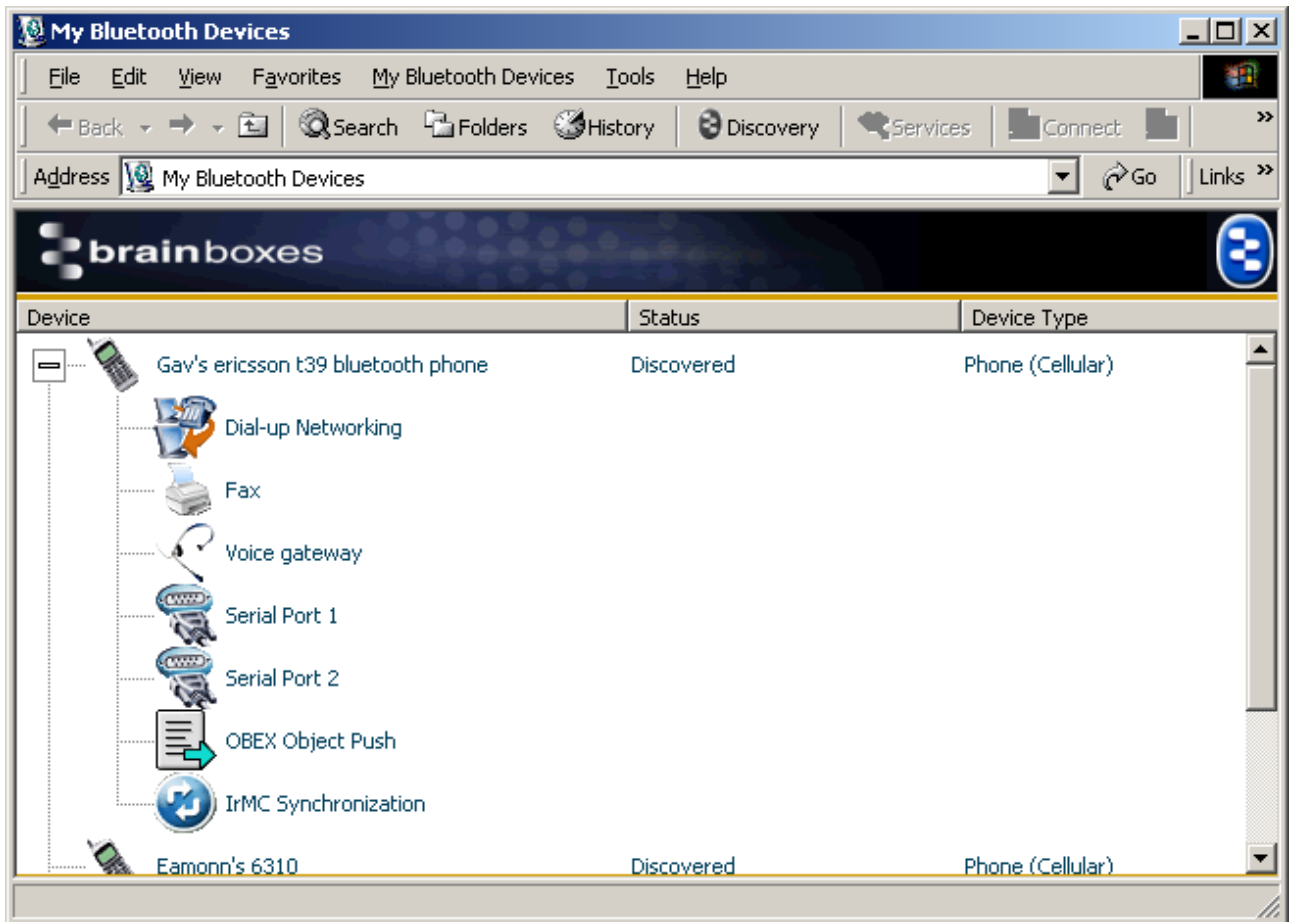 My Bluetooth Devices
File Edit View Favorites My Bluetooth Devices Tools Help
Back Search Folders History Discovery Services Connect »
Address My Bluetooth Devices Go Links »
brainboxes
Device Status Device Type
Gav's ericsson t39 bluetooth phone Discovered Phone (Cellular)
Dial-up Networking
Fax
Voice gateway
Serial Port 1
Serial Port 2
OBEX Object Push
IrMC Synchronization
Eamonn's 6310 Discovered Phone (Cellular)